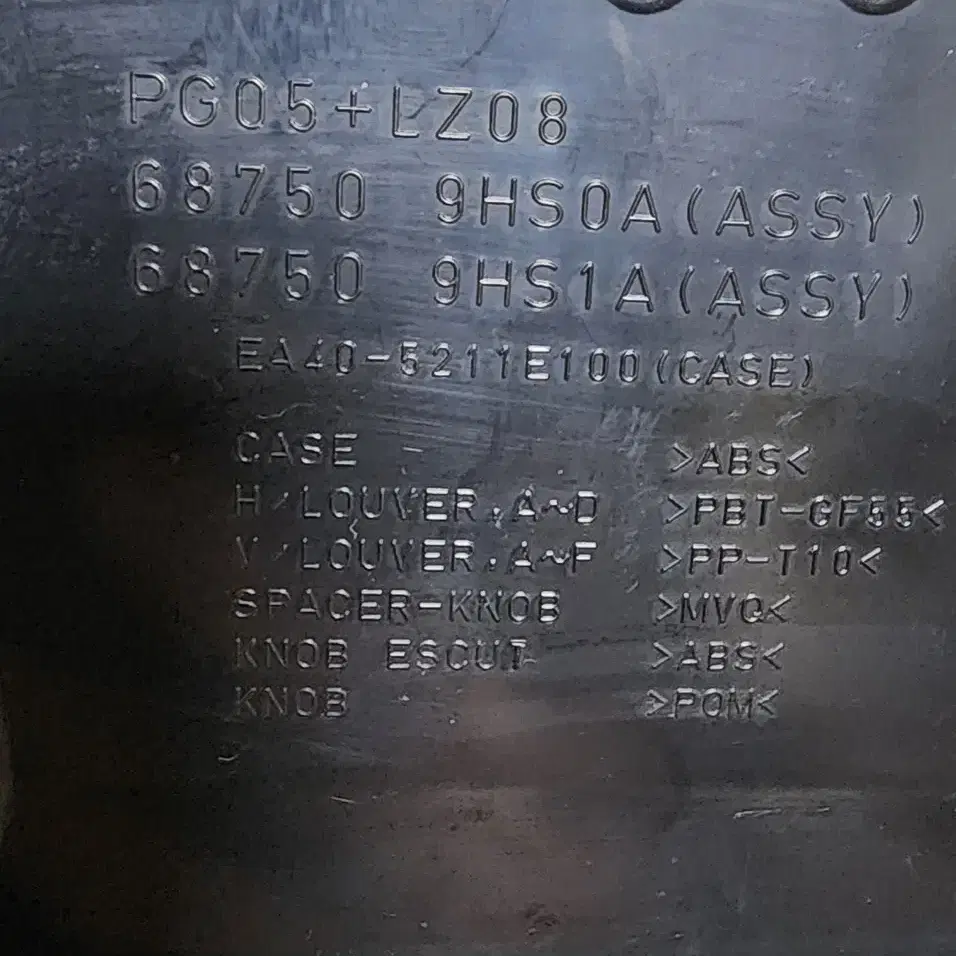 PG05+LZ08
68750 9HS0A(ASSY)
68750 9HS1A(ASSY)
EA40-5211E100(CASE)
CASE >ABS<
H/LOUVER.A~D >PBT-GF55<
V/LOUVER.A~F >PP-T10<
SPACER-KNOB >MVQ<
KNOB ESCUT >ABS<
KNOB >POM<